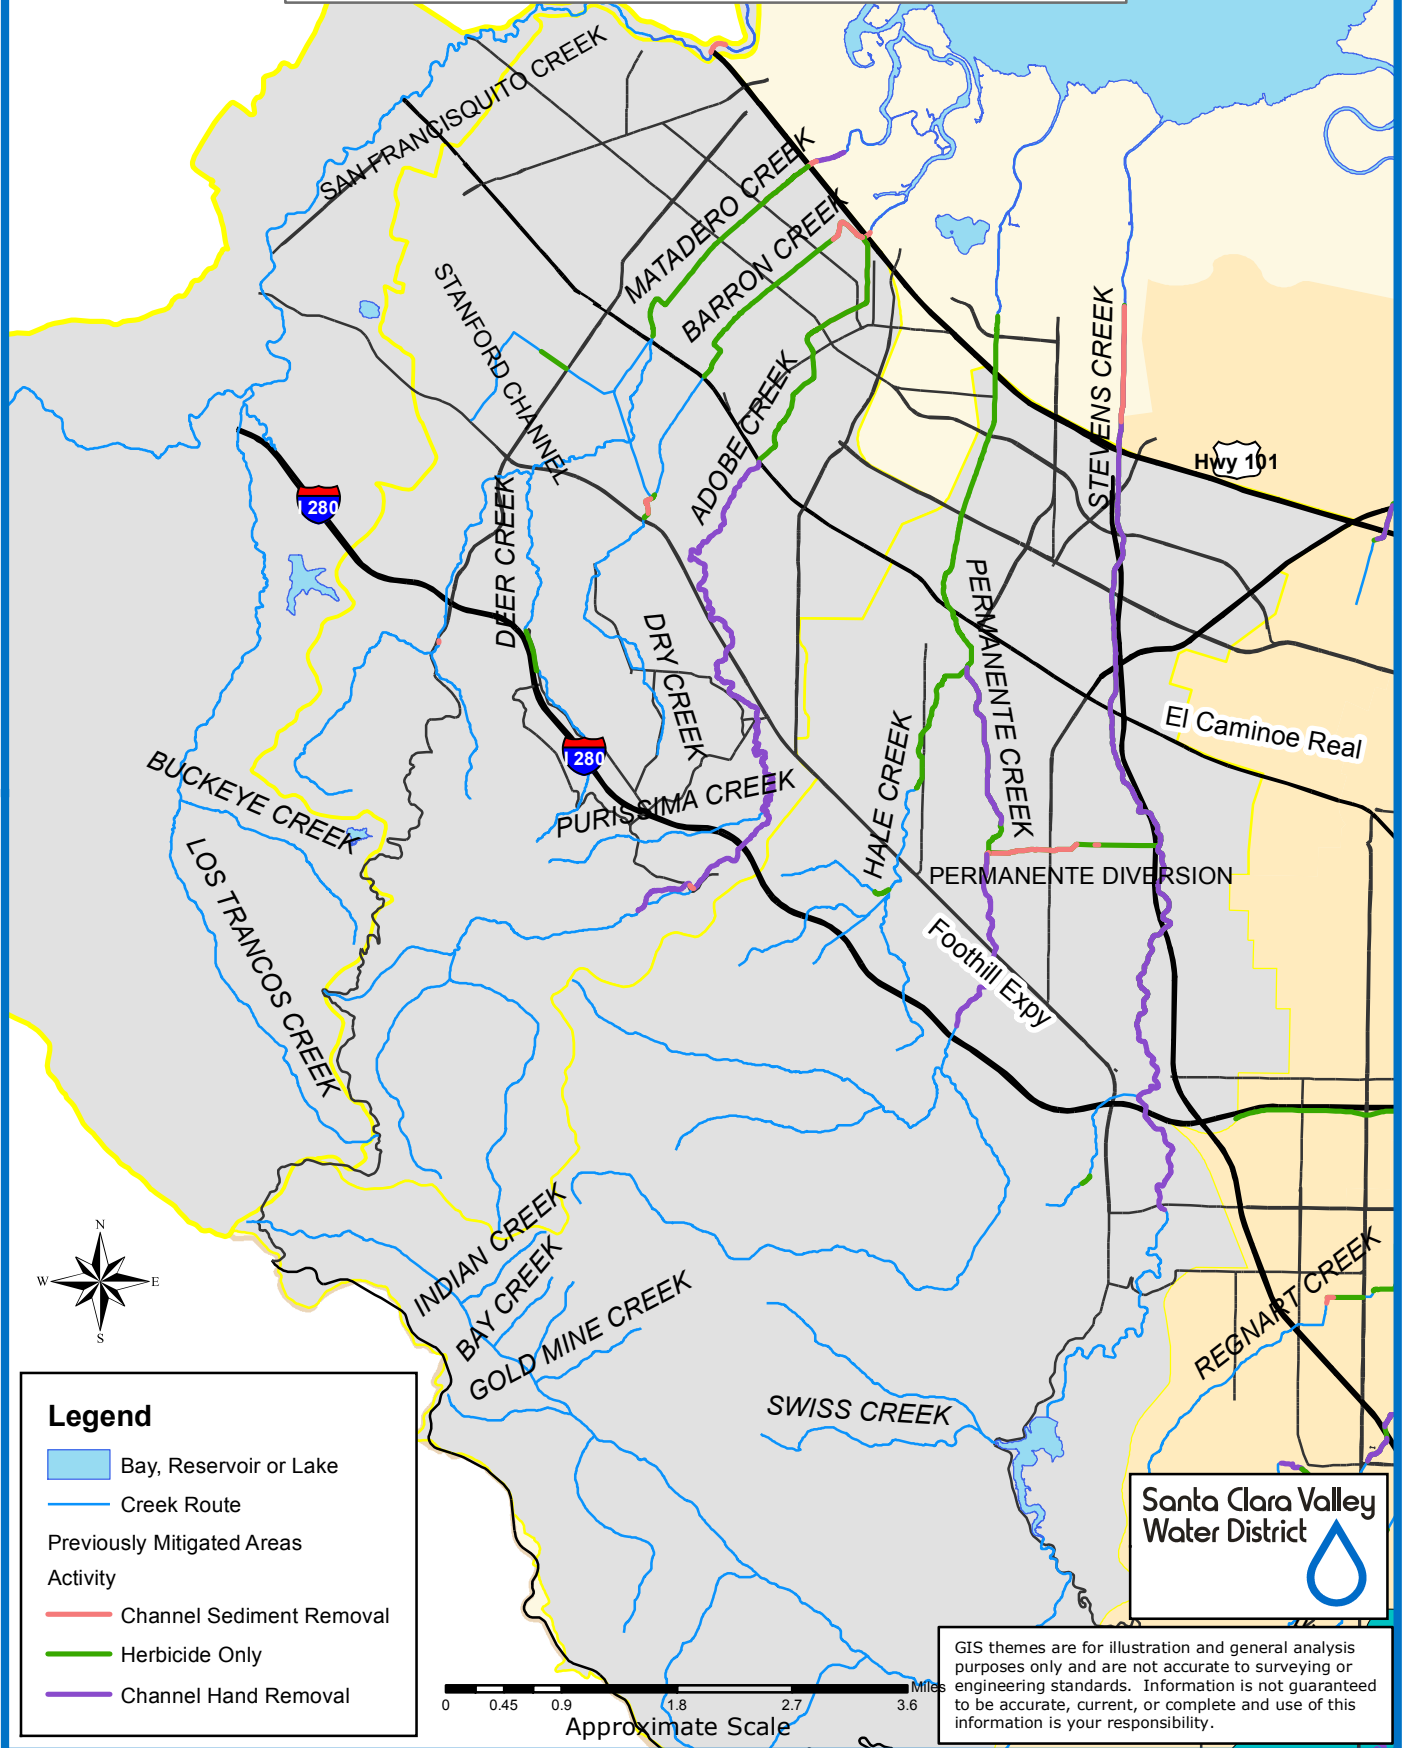 SAN FRANCISQUITO CREEK
MATADERO CREEK
BARRON CREEK
STANFORD CHANNEL
ADOBE CREEK
STEVENS CREEK
Hwy 101
I 280
DEER CREEK
DRY CREEK
PERMANENTE CREEK
El Caminoe Real
I 280
HALE CREEK
PURISSIMA CREEK
BUCKEYE CREEK
LOS TRANCOS CREEK
PERMANENTE DIVERSION
Foothill Expy
INDIAN CREEK
BAY CREEK
GOLD MINE CREEK
REGNART CREEK
SWISS CREEK
N
W E
S
Legend
Bay, Reservoir or Lake
Creek Route
Previously Mitigated Areas
Activity
Channel Sediment Removal
Herbicide Only
Channel Hand Removal
0 0.45 0.9 1.8 2.7 3.6 Miles
Approximate Scale
Santa Clara Valley
Water District
GIS themes are for illustration and general analysis
purposes only and are not accurate to surveying or
engineering standards. Information is not guaranteed
to be accurate, current, or complete and use of this
information is your responsibility.